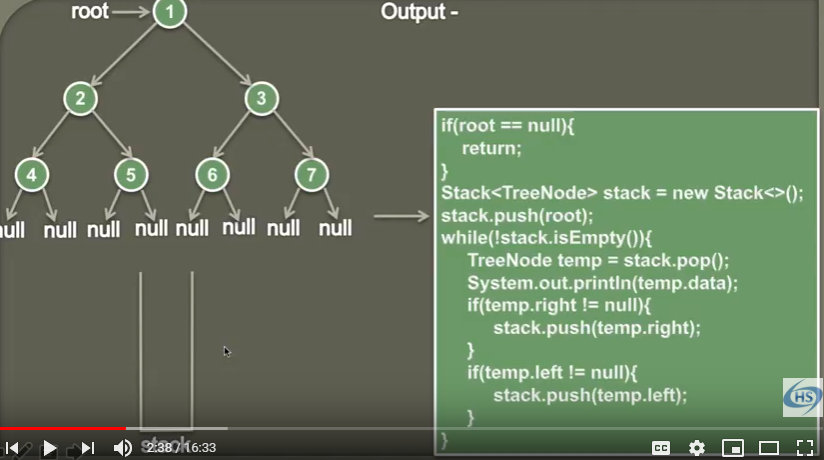 root
1
Output -
2
3
4
5
6
7
null null null null null null null
if(root == null){
return;
}
Stack<TreeNode> stack = new Stack<>();
stack.push(root);
while(!stack.isEmpty()){
TreeNode temp = stack.pop();
System.out.println(temp.data);
if(temp.right != null){
stack.push(temp.right);
}
if(temp.left != null){
stack.push(temp.left);
}
}
HS
stack
2:38 / 16:33
CC